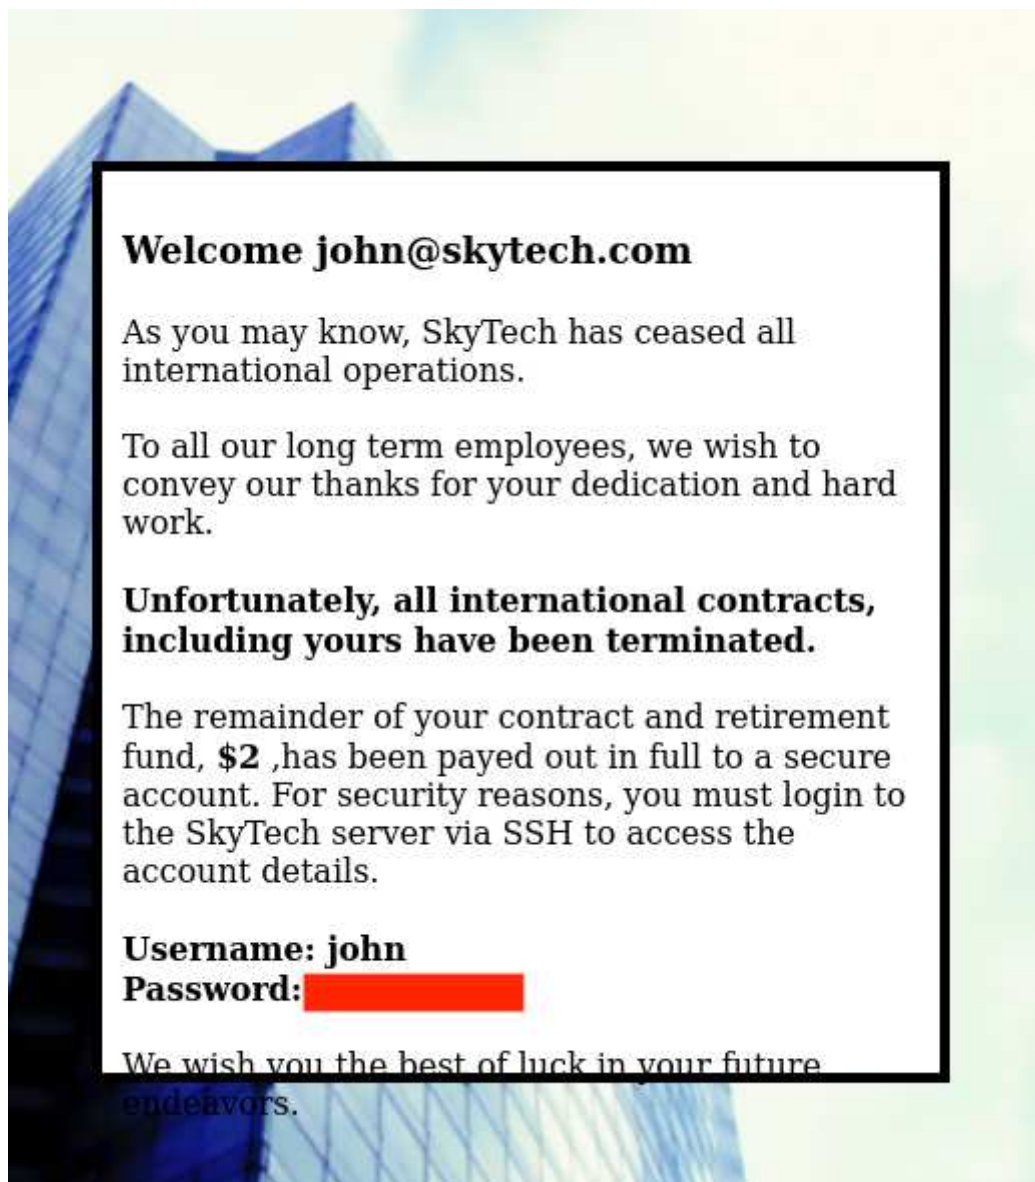 Welcome john@skytech.com
As you may know, SkyTech has ceased all
international operations.
To all our long term employees, we wish to
convey our thanks for your dedication and hard
work.
Unfortunately, all international contracts,
including yours have been terminated.
The remainder of your contract and retirement
fund, $2 ,has been payed out in full to a secure
account. For security reasons, you must login to
the SkyTech server via SSH to access the
account details.
Username: john
Password:
We wish you the best of luck in your future
endeavors.